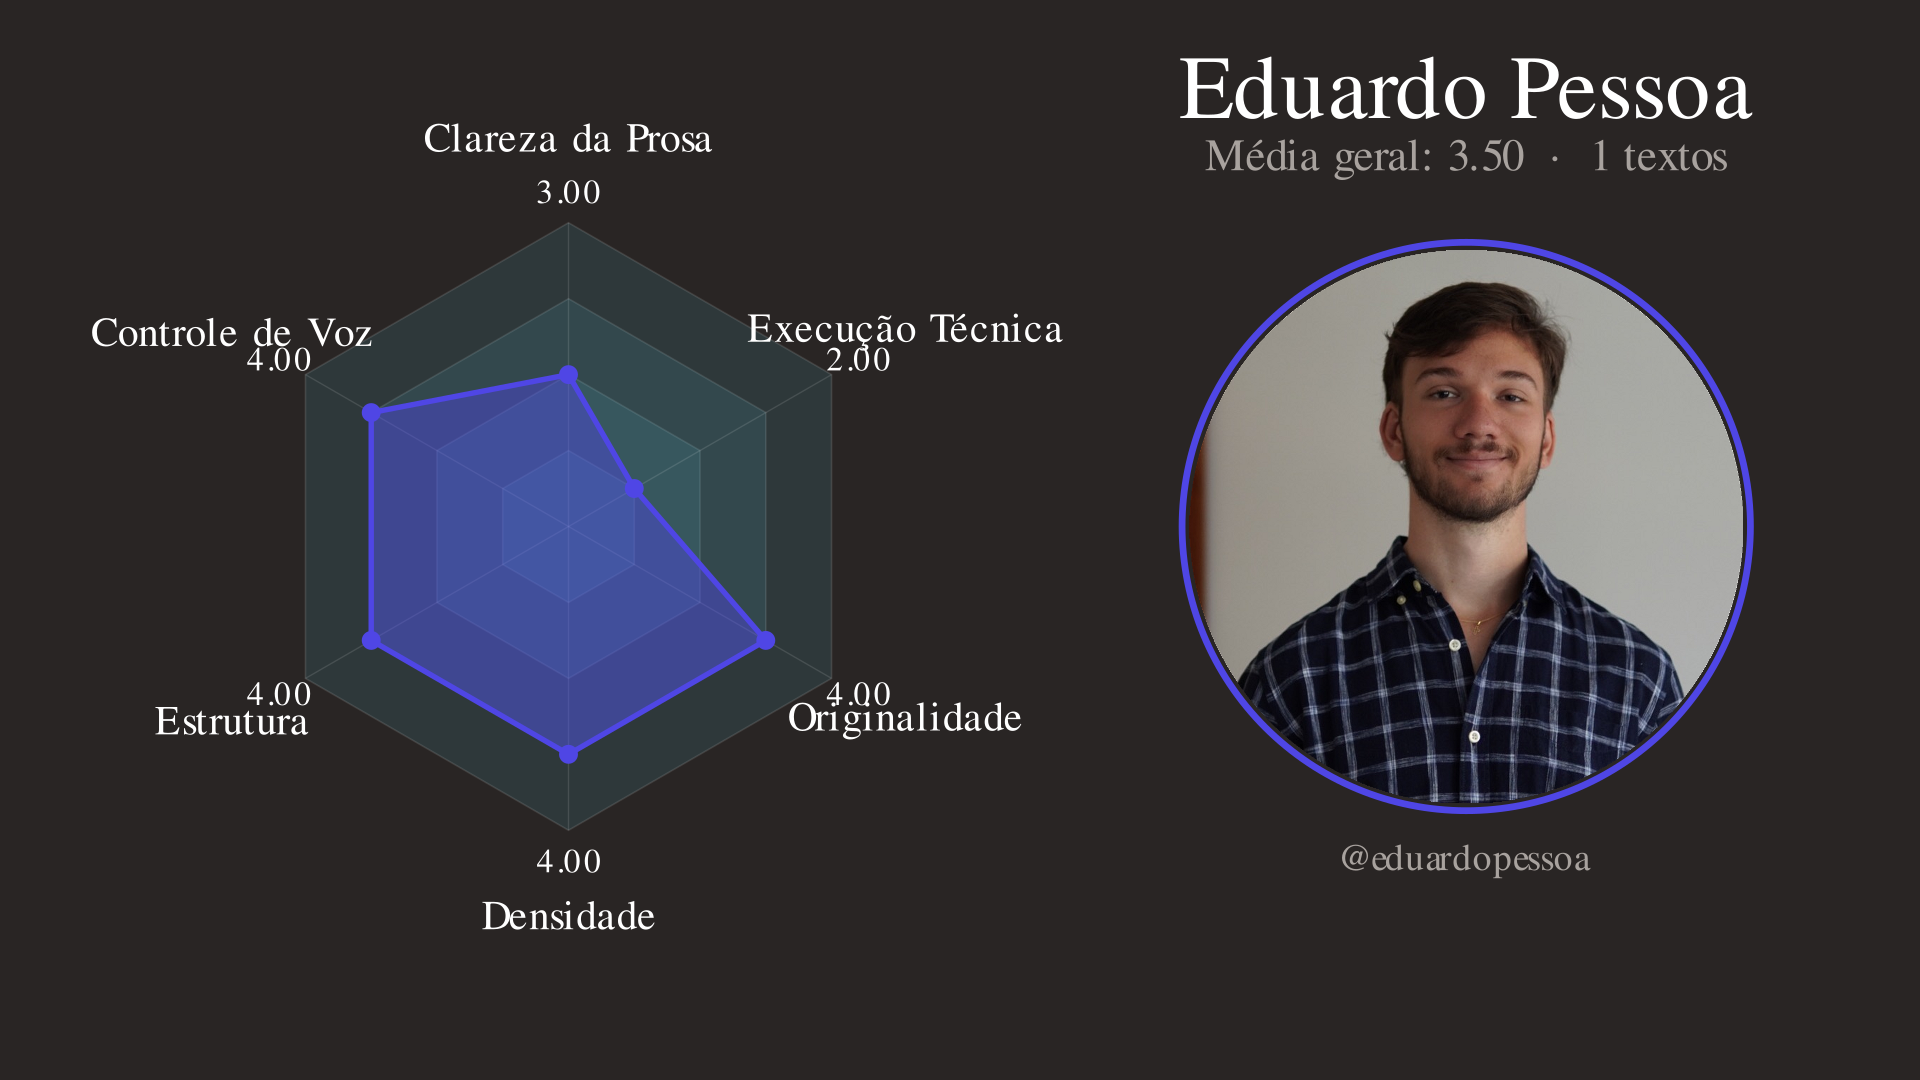 Eduardo Pessoa
Média geral: 3.50 · 1 textos
Clareza da Prosa
3.00
Execução Técnica
2.00
Controle de Voz
4.00
4.00
Originalidade
4.00
Estrutura
4.00
Densidade
@eduardopessoa